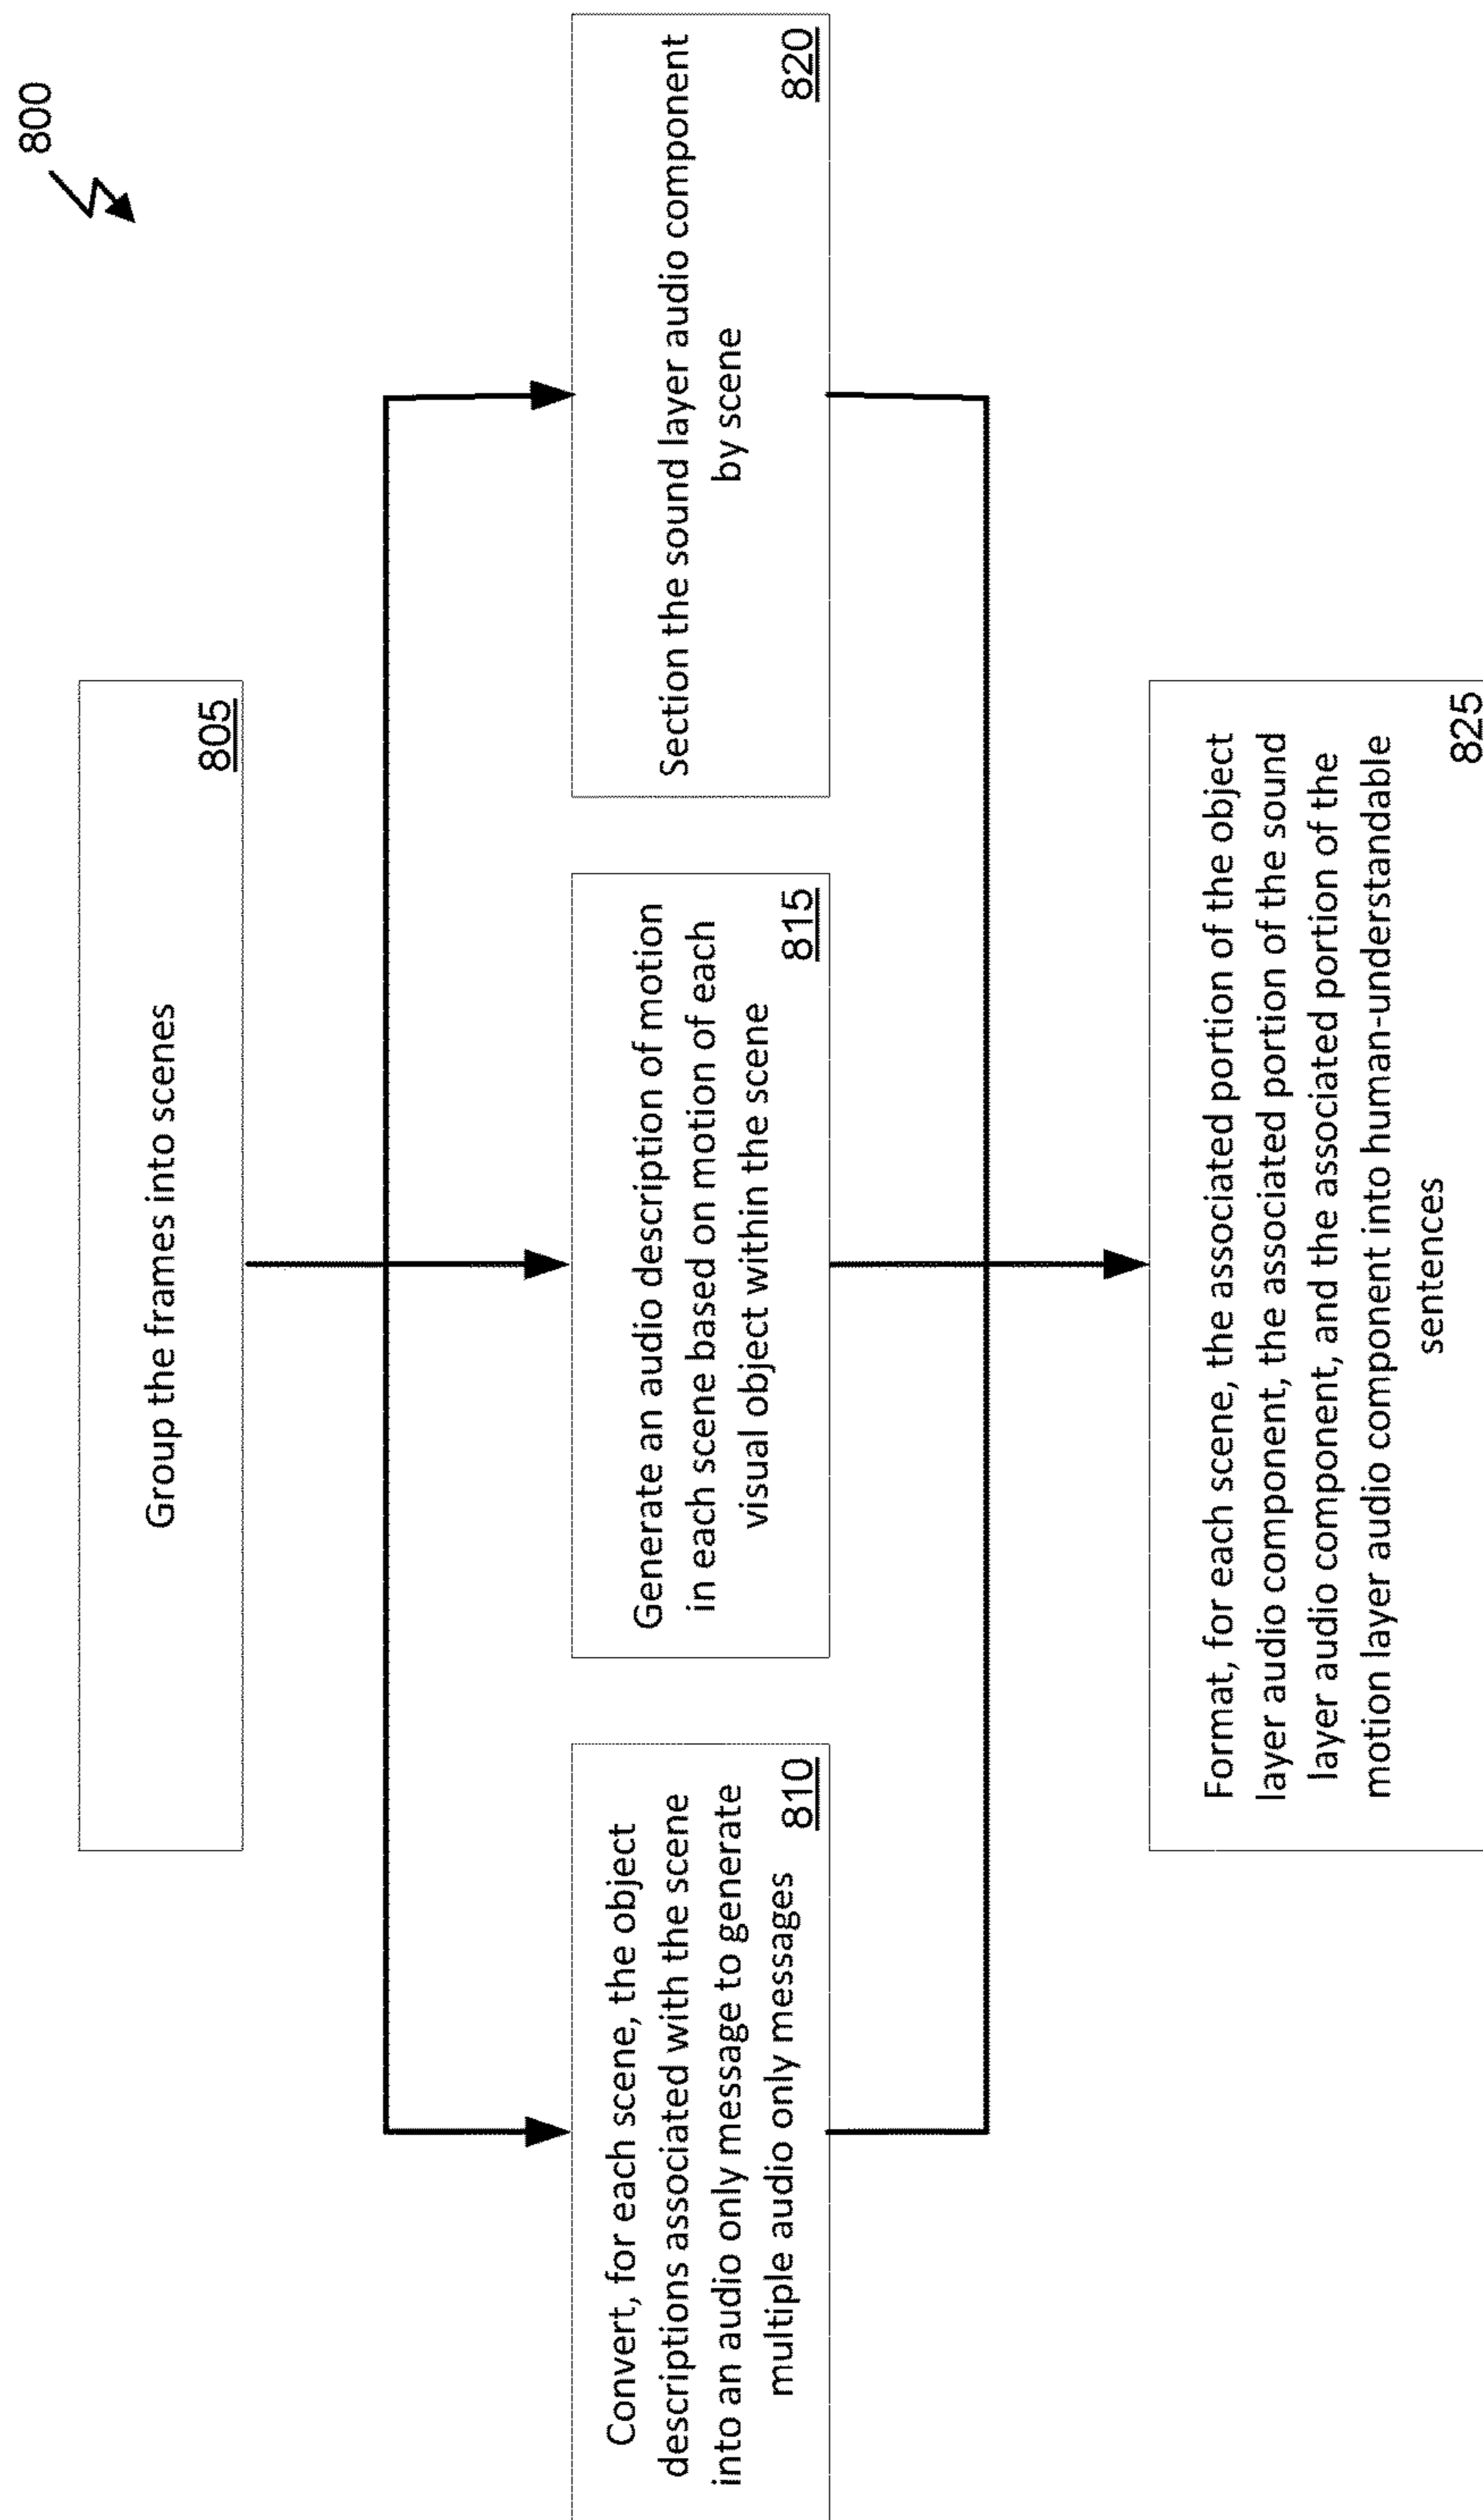 800
Group the frames into scenes
805
Convert, for each scene, the object
descriptions associated with the scene
into an audio only message to generate
multiple audio only messages
810
Generate an audio description of motion
in each scene based on motion of each
visual object within the scene
815
Section the sound layer audio component
by scene
820
Format, for each scene, the associated portion of the object
layer audio component, the associated portion of the sound
layer audio component, and the associated portion of the
motion layer audio component into human-understandable
sentences
825